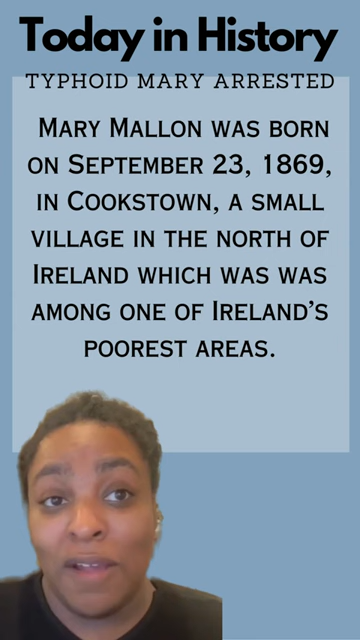 Today in History
TYPHOID MARY ARRESTED
MARY MALLON WAS BORN
ON SEPTEMBER 23, 1869,
IN COOKSTOWN, A SMALL
VILLAGE IN THE NORTH OF
IRELAND WHICH WAS WAS
AMONG ONE OF IRELAND'S
POOREST AREAS.